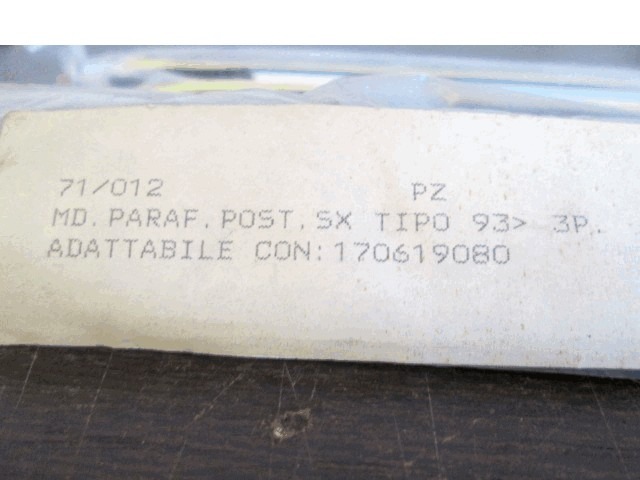 71/012 PZ
MD.PARAF.POST.SX TIPO 93> 3P.
ADATTABILE CON:170619080